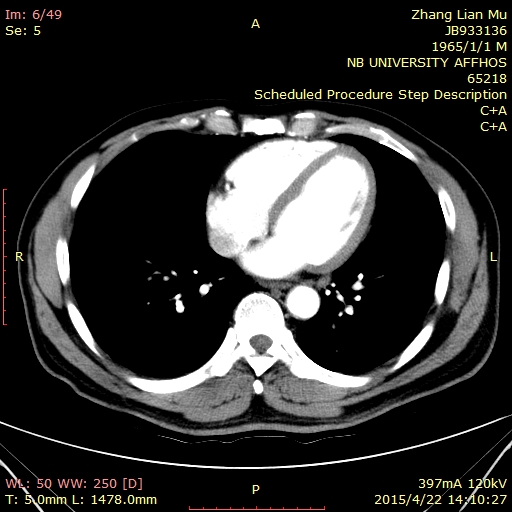 Im: 6/49
Se: 5
A
Zhang Lian Mu
JB933136
1965/1/1 M
NB UNIVERSITY AFFHOS
65218
Scheduled Procedure Step Description
C+A
C+A
R
L
WL: 50 WW: 250 [D]
T: 5.0mm L: 1478.0mm
P
397mA 120kV
2015/4/22 14:10:27